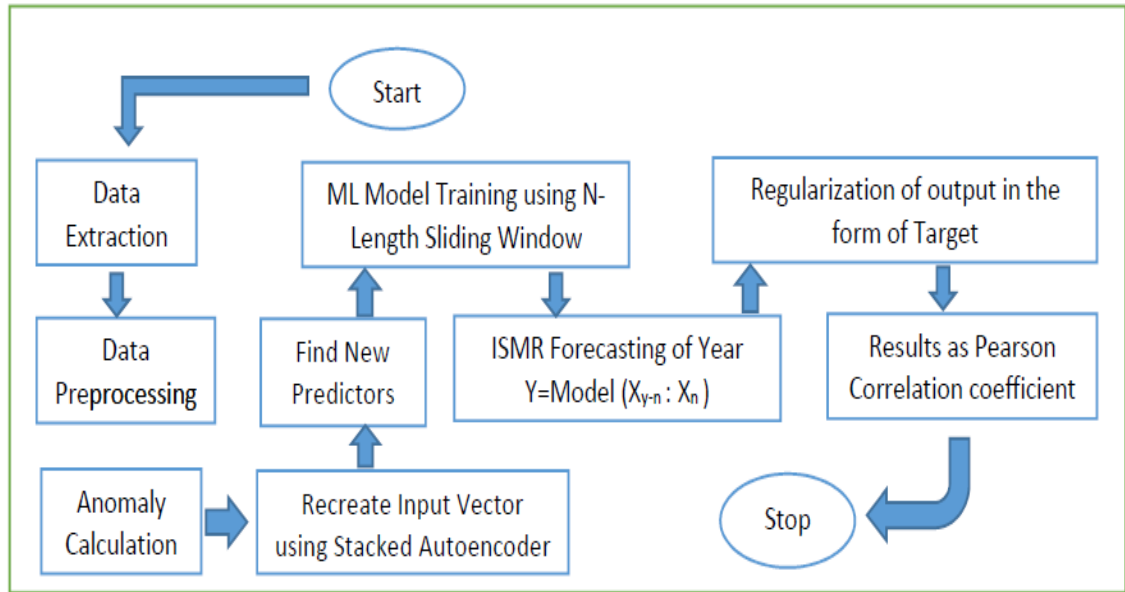 Start
Data
Extraction
Data
Preprocessing
Anomaly
Calculation
Recreate Input Vector
using Stacked Autoencoder
Find New
Predictors
ML Model Training using N-
Length Sliding Window
ISMR Forecasting of Year
Y=Model (Xy-n : Xn )
Regularization of output in the
form of Target
Results as Pearson
Correlation coefficient
Stop